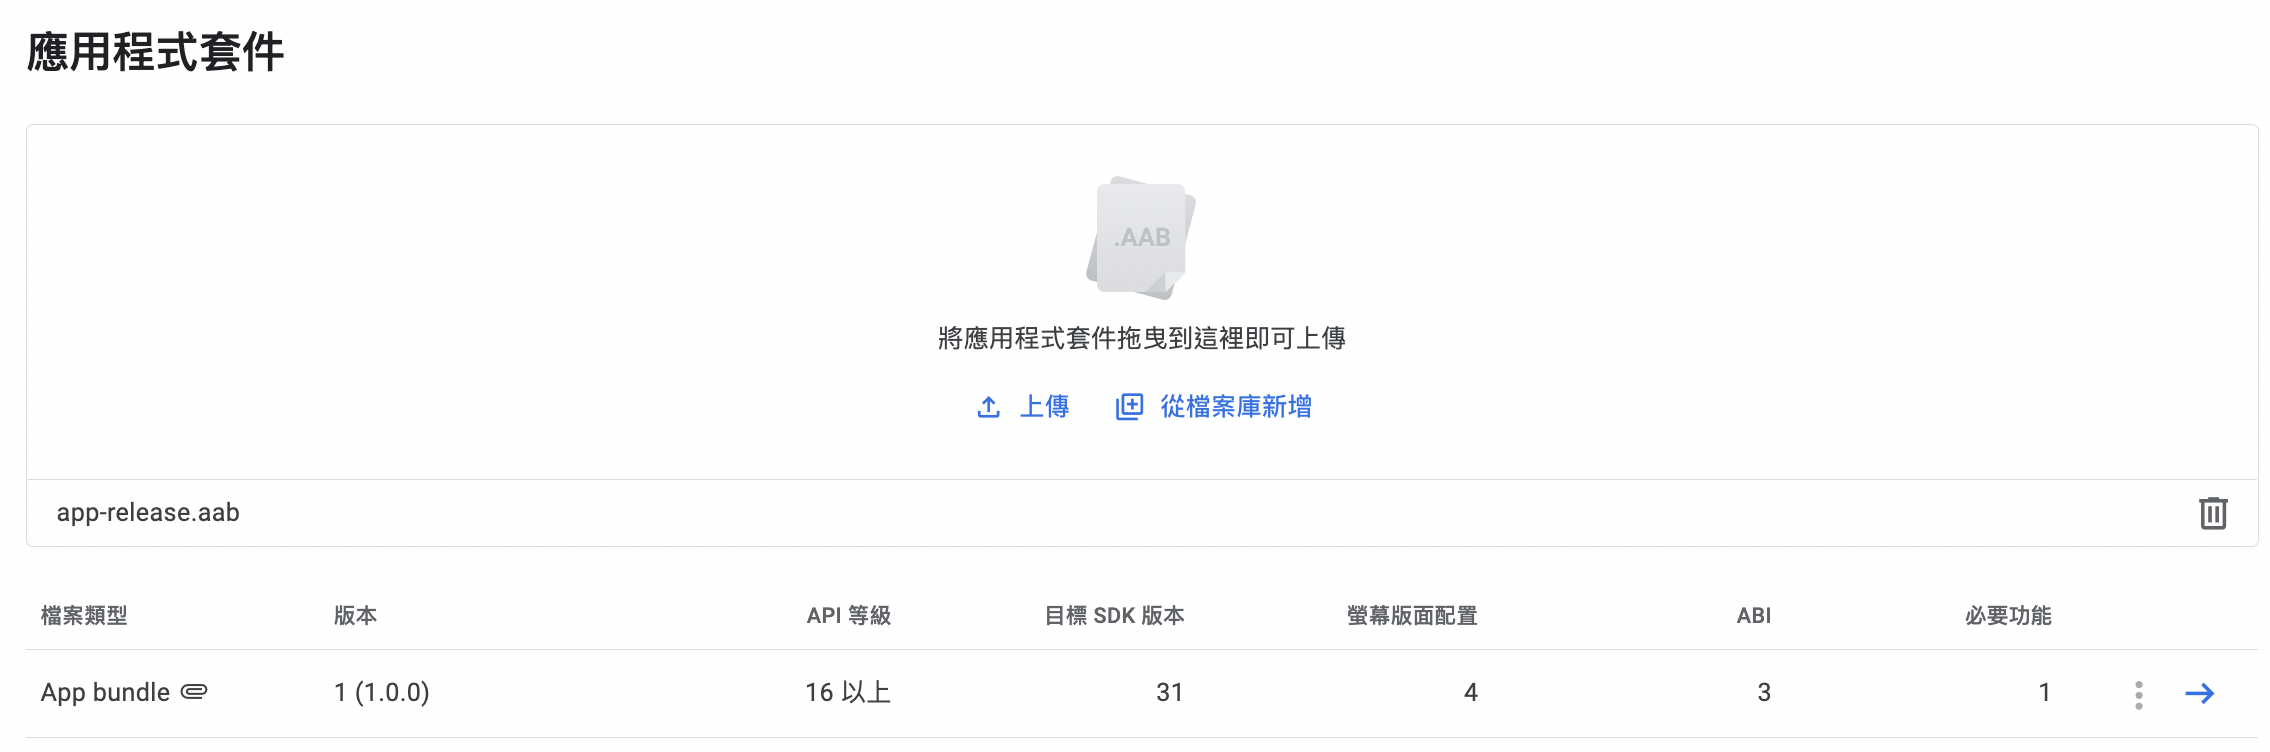 應用程式套件
.AAB
將應用程式套件拖曳到這裡即可上傳
上傳 從檔案庫新增
app-release.aab
檔案類型 版本 API 等級 目標 SDK 版本 螢幕版面配置 ABI 必要功能
App bundle 1 (1.0.0) 16 以上 31 4 3 1